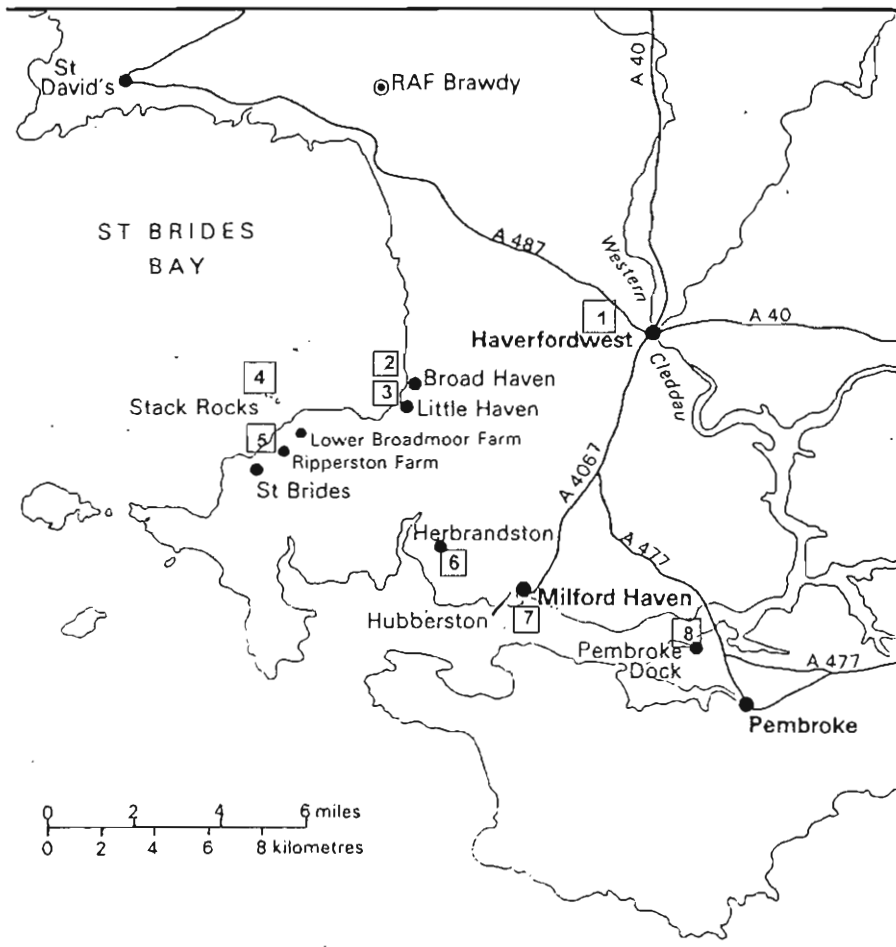 St
David's
RAF Brawdy
A 40
ST BRIDES
BAY
A 487
Western
1
A 40
Haverfordwest
Cleddau
2
Broad Haven
4
3
Stack Rocks
Little Haven
5
Lower Broadmoor Farm
Ripperston Farm
St Brides
A 4067
Herbrandston
6
A 477
Milford Haven
Hubberston
7
8
Pembroke
Dock
A 477
Pembroke
0 2 4 6 miles
0 2 4 6 8 kilometres